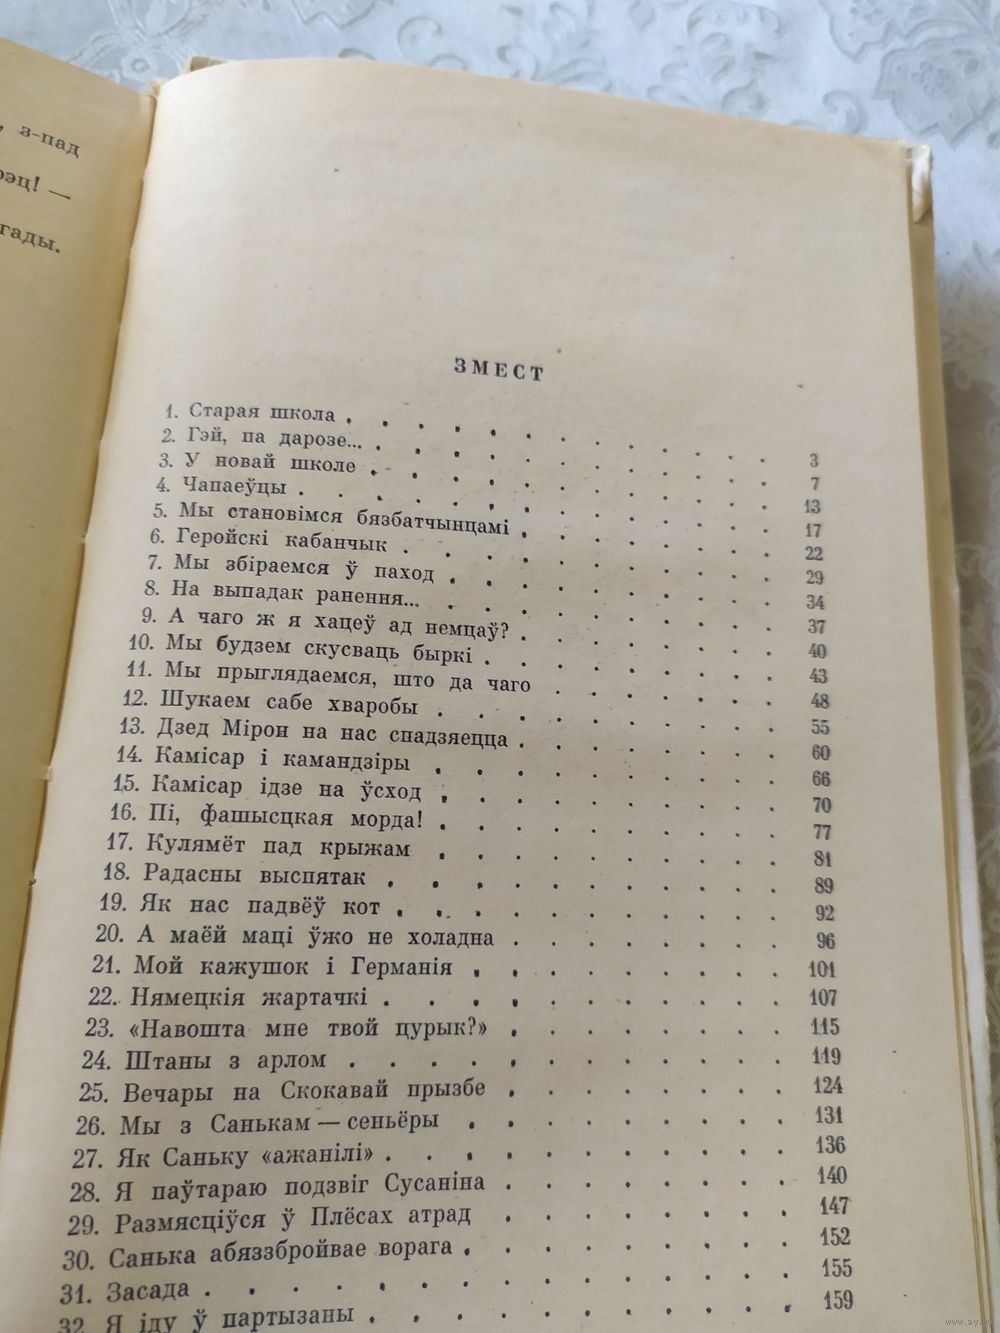 , з-пад
эц! —
гады.
ЗМЕСТ
1. Старая школа . . . . . . . . . . 3
2. Гэй, па дарозе... . . . . . . . . . . 7
3. У новай школе . . . . . . . . . . 13
4. Чапаеўцы . . . . . . . . . . 17
5. Мы становімся бязбатчынцамі . . . . . . . 22
6. Геройскі кабанчык . . . . . . . . . 29
7. Мы збіраемся ў паход . . . . . . . . 34
8. На выпадак ранення... . . . . . . . . 37
9. А чаго ж я хацеў ад немцаў? . . . . . . . 40
10. Мы будзем скусваць быркі . . . . . . . 43
11. Мы прыглядаемся, што да чаго . . . . . . 48
12. Шукаем сабе хваробы . . . . . . . . 55
13. Дзед Мірон на нас спадзяецца . . . . . . . 60
14. Камісар і камандзіры . . . . . . . . 66
15. Камісар ідзе на ўсход . . . . . . . . 70
16. Пі, фашысцкая морда! . . . . . . . . 77
17. Кулямёт пад крыжам . . . . . . . . 81
18. Радасны выспятак . . . . . . . . . 89
19. Як нас падвёў кот . . . . . . . . . 92
20. А маёй маці ўжо не холадна . . . . . . . 96
21. Мой кажушок і Германія . . . . . . . . 101
22. Нямецкія жартачкі . . . . . . . . . 107
23. «Навошта мне твой цурык?» . . . . . . . 115
24. Штаны з арлом . . . . . . . . . . 119
25. Вечары на Скокавай прызбе . . . . . . . 124
26. Мы з Санькам — сеньёры . . . . . . . . 131
27. Як Саньку «ажанілі» . . . . . . . . . 136
28. Я паўтараю подзвіг Сусаніна . . . . . . . 140
29. Размясціўся ў Плёсах атрад . . . . . . . 147
30. Санька абяззбройвае ворага . . . . . . . . 152
31. Засада . . . . . . . . . . . . . 155
32 Я іду ў партызаны . . . . . . . . . . 159